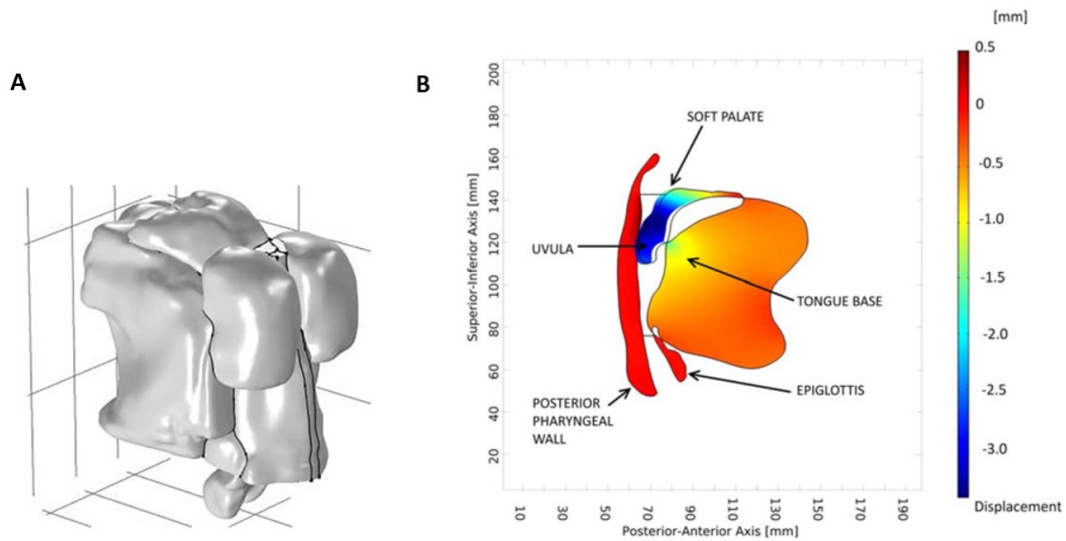 A
B
[mm]
0.5
0
-0.5
-1.0
-1.5
-2.0
-2.5
-3.0
Displacement
Superior-Inferior Axis [mm]
200
180
160
140
120
100
80
60
40
20
SOFT PALATE
UVULA
TONGUE BASE
EPIGLOTTIS
POSTERIOR
PHARYNGEAL
WALL
10 30 50 70 90 110 130 150 170 190
Posterior-Anterior Axis [mm]